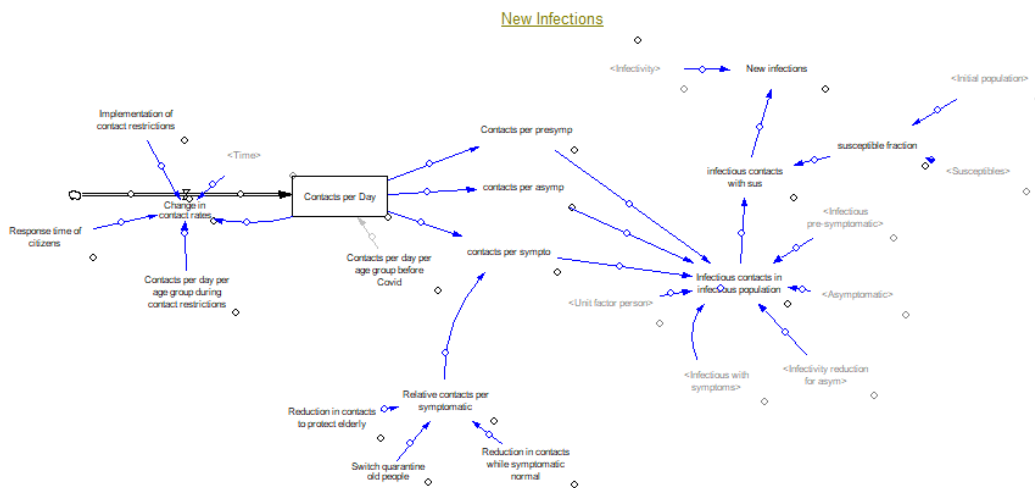 New Infections
<Infectivity>
New infections
<Initial population>
Implementation of
contact restrictions
Contacts per presymp
susceptible fraction
<Time>
<Susceptibles>
infectious contacts
with sus
contacts per asymp
Contacts per Day
Change in
contact rates
Response time of
citizens
<Infectious
pre-symptomatic>
contacts per sympto
Contacts per day per
age group before
Covid
Contacts per day per
age group during
contact restrictions
Infectious contacts in
infectious population
<Unit factor person>
<Asymptomatic>
<Infectious with
symptoms>
<Infectivity reduction
for asym>
Relative contacts per
symptomatic
Reduction in contacts
to protect elderly
Switch quarantine
old people
Reduction in contacts
while symptomatic
normal